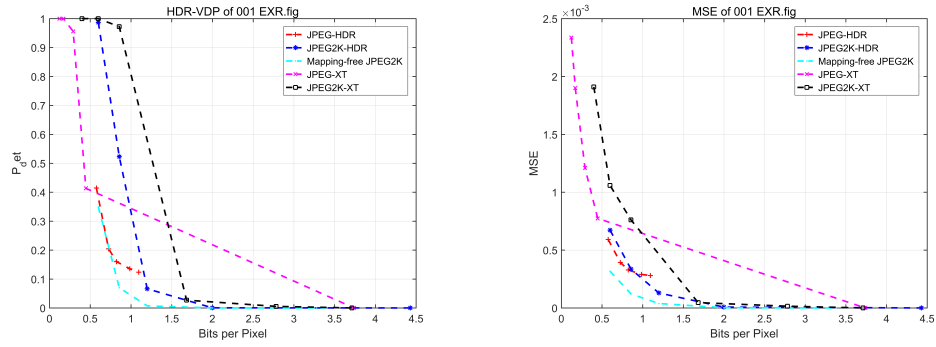 HDR-VDP of 001 EXR.fig
1
0.9
0.8
0.7
0.6
0.5
0.4
0.3
0.2
0.1
0
P_det
0 0.5 1 1.5 2 2.5 3 3.5 4 4.5
Bits per Pixel
JPEG-HDR
JPEG2K-HDR
Mapping-free JPEG2K
JPEG-XT
JPEG2K-XT
MSE of 001 EXR.fig
×10⁻³
2.5
2
1.5
1
0.5
0
MSE
0 0.5 1 1.5 2 2.5 3 3.5 4 4.5
Bits per Pixel
JPEG-HDR
JPEG2K-HDR
Mapping-free JPEG2K
JPEG-XT
JPEG2K-XT